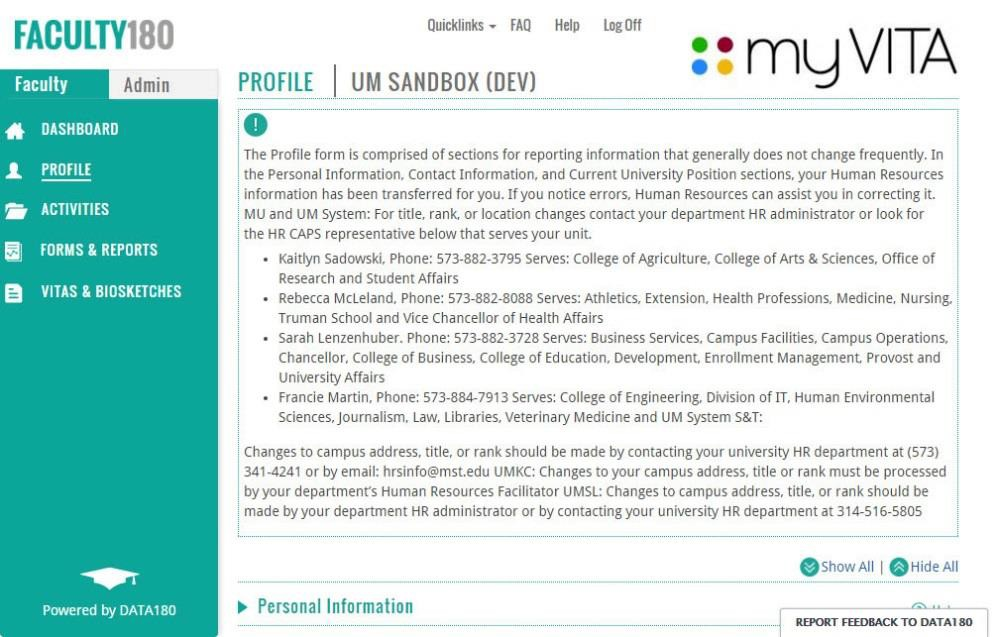 FACULTY180
Quicklinks FAQ Help Log Off
myVITA
Faculty Admin
PROFILE | UM SANDBOX (DEV)
DASHBOARD
PROFILE
ACTIVITIES
FORMS & REPORTS
VITAS & BIOSKETCHES
!
The Profile form is comprised of sections for reporting information that generally does not change frequently. In
the Personal Information, Contact Information, and Current University Position sections, your Human Resources
information has been transferred for you. If you notice errors, Human Resources can assist you in correcting it.
MU and UM System: For title, rank, or location changes contact your department HR administrator or look for
the HR CAPS representative below that serves your unit.
• Kaitlyn Sadowski, Phone: 573-882-3795 Serves: College of Agriculture, College of Arts & Sciences, Office of
Research and Student Affairs
• Rebecca McLeland, Phone: 573-882-8088 Serves: Athletics, Extension, Health Professions, Medicine, Nursing,
Truman School and Vice Chancellor of Health Affairs
• Sarah Lenzenhuber. Phone: 573-882-3728 Serves: Business Services, Campus Facilities, Campus Operations,
Chancellor, College of Business, College of Education, Development, Enrollment Management, Provost and
University Affairs
• Francie Martin, Phone: 573-884-7913 Serves: College of Engineering, Division of IT, Human Environmental
Sciences, Journalism, Law, Libraries, Veterinary Medicine and UM System S&T:
Changes to campus address, title, or rank should be made by contacting your university HR department at (573)
341-4241 or by email: hrsinfo@mst.edu UMKC: Changes to your campus address, title or rank must be processed
by your department's Human Resources Facilitator UMSL: Changes to campus address, title, or rank should be
made by your department HR administrator or by contacting your university HR department at 314-516-5805
Show All | Hide All
Powered by DATA180
Personal Information
REPORT FEEDBACK TO DATA180